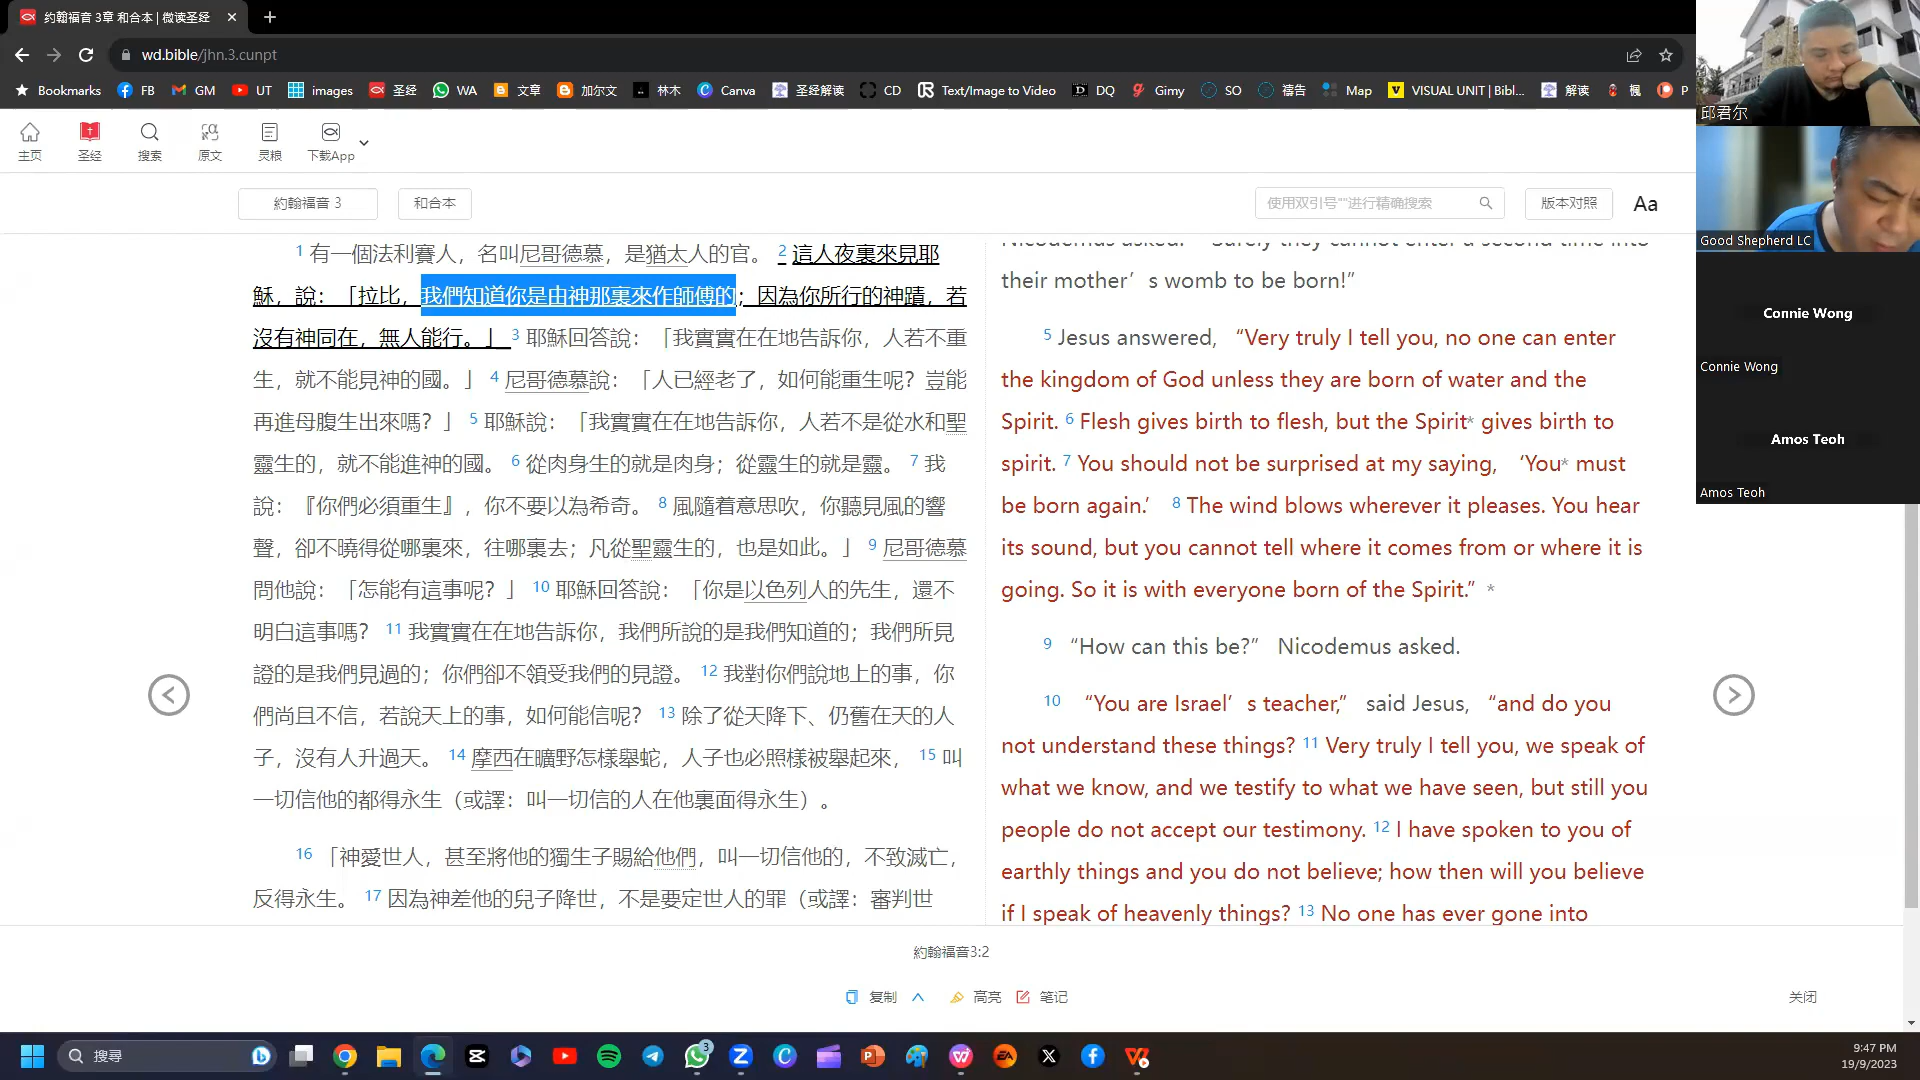 約翰福音 3章 和合本 | 微读圣经
wd.bible/jhn.3.cunpt
Bookmarks FB GM UT images 圣经 WA 文章 加尔文 林木 Canva 圣经解读 CD Text/Image to Video DQ Gimy SO 禱告 Map VISUAL UNIT | Bibl... 解读 P
主页 圣经 搜索 原文 灵粮 下载App
約翰福音 3 和合本 使用双引号""进行精确搜索 版本对照 Aa
1 有一個法利賽人，名叫尼哥德慕，是猶太人的官。 2 這人夜裏來見耶
穌，說：「拉比，我們知道你是由神那裏來作師傅的；因為你所行的神蹟，若
沒有神同在，無人能行。」 3 耶穌回答說：「我實實在在地告訴你，人若不重
生，就不能見神的國。」 4 尼哥德慕說：「人已經老了，如何能重生呢？豈能
再進母腹生出來嗎？」 5 耶穌說：「我實實在在地告訴你，人若不是從水和聖
靈生的，就不能進神的國。 6 從肉身生的就是肉身；從靈生的就是靈。 7 我
說：『你們必須重生』，你不要以為希奇。 8 風隨着意思吹，你聽見風的響
聲，卻不曉得從哪裏來，往哪裏去；凡從聖靈生的，也是如此。」 9 尼哥德慕
問他說：「怎能有這事呢？」 10 耶穌回答說：「你是以色列人的先生，還不
明白這事嗎？ 11 我實實在在地告訴你，我們所說的是我們知道的；我們所見
證的是我們見過的；你們卻不領受我們的見證。 12 我對你們說地上的事，你
們尚且不信，若說天上的事，如何能信呢？ 13 除了從天降下、仍舊在天的人
子，沒有人升過天。 14 摩西在曠野怎樣舉蛇，人子也必照樣被舉起來， 15 叫
一切信他的都得永生（或譯：叫一切信的人在他裏面得永生）。
16 「神愛世人，甚至將他的獨生子賜給他們，叫一切信他的，不致滅亡，
反得永生。 17 因為神差他的兒子降世，不是要定世人的罪（或譯：審判世
Nicodemus asked. “Surely they cannot enter a second time into
their mother’s womb to be born!”
5 Jesus answered, “Very truly I tell you, no one can enter
the kingdom of God unless they are born of water and the
Spirit. 6 Flesh gives birth to flesh, but the Spirit* gives birth to
spirit. 7 You should not be surprised at my saying, ‘You* must
be born again.’ 8 The wind blows wherever it pleases. You hear
its sound, but you cannot tell where it comes from or where it is
going. So it is with everyone born of the Spirit.” *
9 “How can this be?” Nicodemus asked.
10 “You are Israel’s teacher,” said Jesus, “and do you
not understand these things? 11 Very truly I tell you, we speak of
what we know, and we testify to what we have seen, but still you
people do not accept our testimony. 12 I have spoken to you of
earthly things and you do not believe; how then will you believe
if I speak of heavenly things? 13 No one has ever gone into
約翰福音3:2
复制 高亮 笔记 关闭
邱君尔
Good Shepherd LC
Connie Wong
Connie Wong
Amos Teoh
Amos Teoh
搜尋
3
9:47 PM
19/9/2023